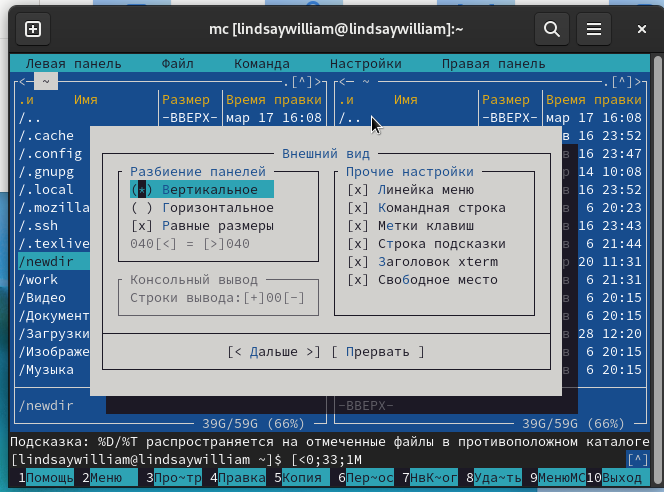 mc [lindsaywilliam@lindsaywilliam]:~
Левая панель Файл Команда Настройки Правая панель
<─ ~ .[^]> <─ ~ .[^]>
.и Имя Размер Время правки .и Имя Размер Время правки
/.. -ВВЕРХ- мар 17 16:08 /.. -ВВЕРХ- мар 17 16:08
/.cache в 16 23:52
/.config Внешний вид в 16 23:47
/.gnupg Разбиение панелей Прочие настройки в 14 10:08
/.local (*) Вертикальное [x] Линейка меню в 16 23:52
/.mozilla ( ) Горизонтальное [x] Командная строка в 6 20:23
/.ssh [x] Равные размеры [x] Метки клавиш в 16 23:43
/.texlive 040[<] = [>]040 [x] Строка подсказки в 6 21:44
/newdir [x] Заголовок xterm р 20 11:31
/work Консольный вывод [x] Свободное место в 6 21:31
/Видео Строки вывода:[+]00[-] в 6 20:15
/Документ в 6 20:15
/Загрузки в 28 12:20
/Изображе [< Дальше >] [ Прервать ] в 6 20:15
/Музыка в 6 20:15
/newdir -ВВЕРХ-
39G/59G (66%) 39G/59G (66%)
Подсказка: %D/%T распространяется на отмеченные файлы в противоположном каталоге
[lindsaywilliam@lindsaywilliam ~]$ [<0;33;1M [^]
1Помощь 2Меню 3Про~тр 4Правка 5Копия 6Пер~ос 7НвК~ог 8Уда~ть 9МенюМС 10Выход